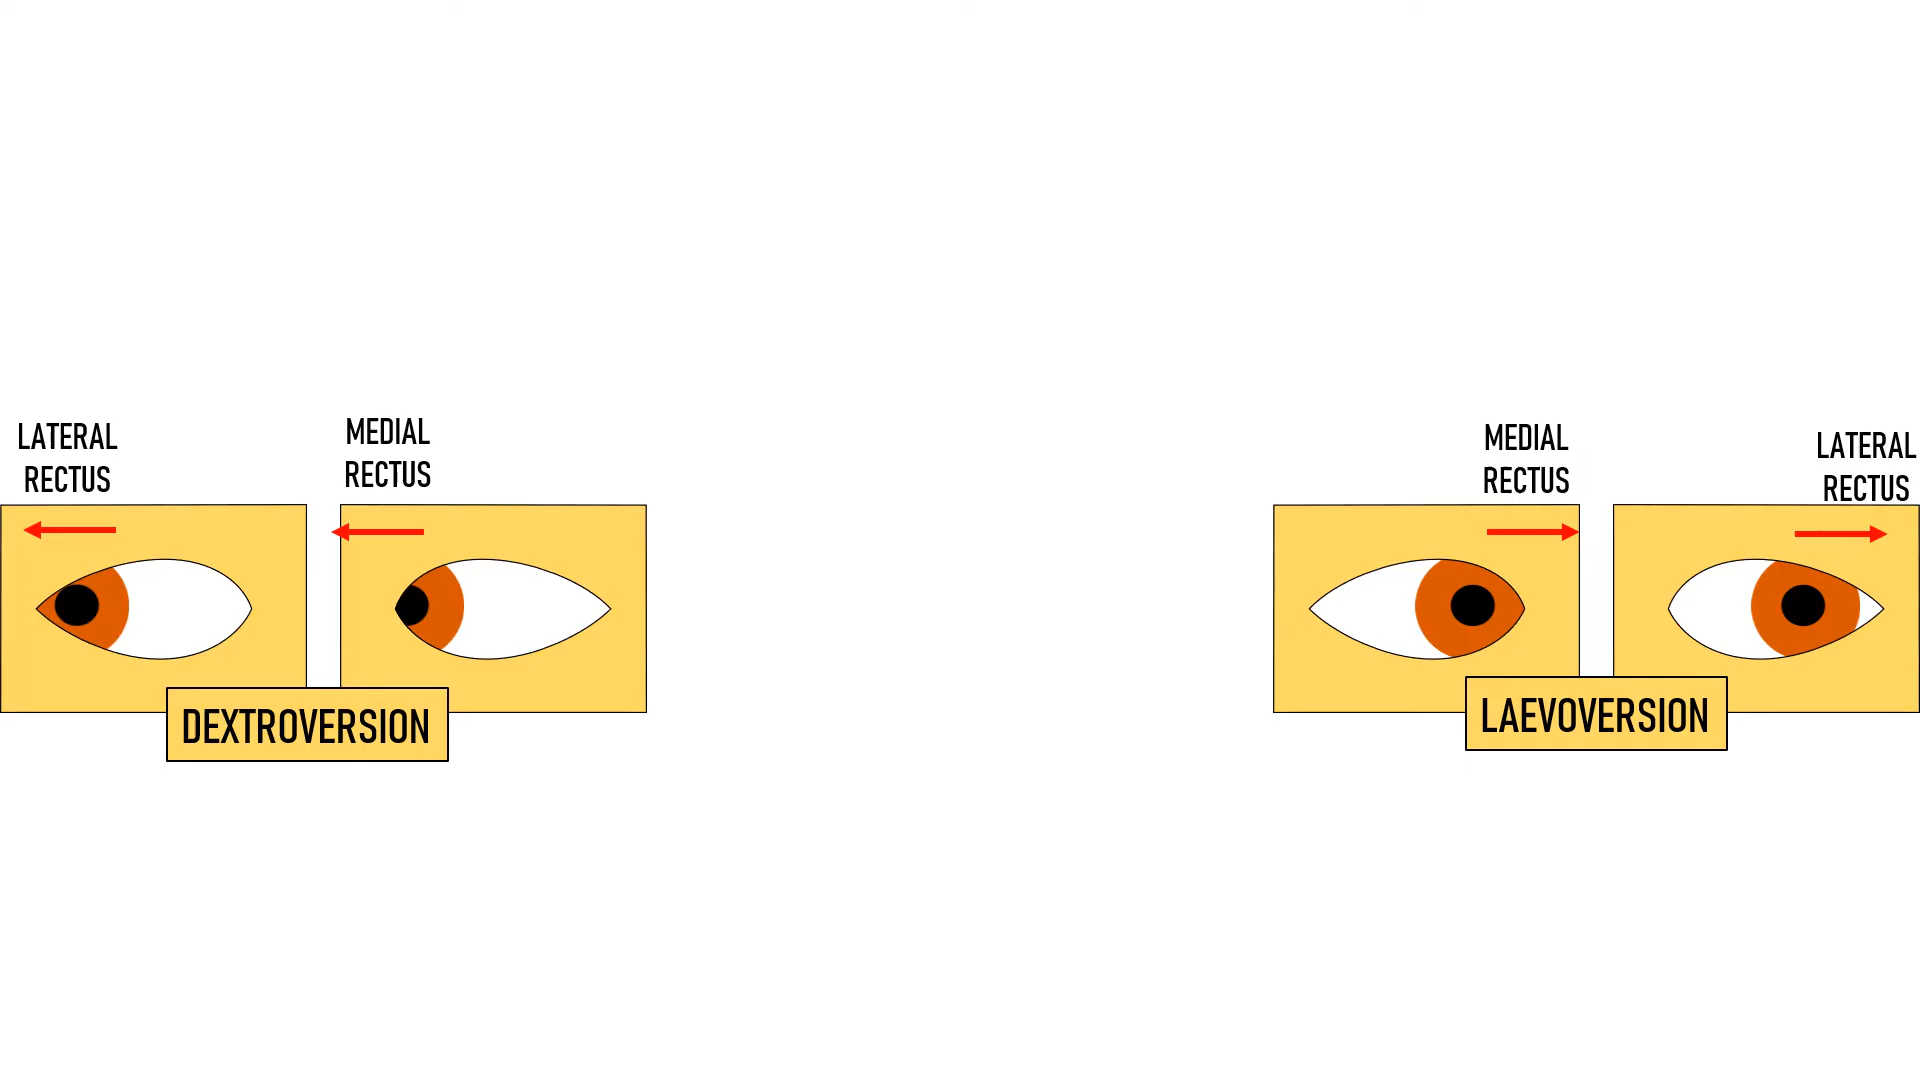 LATERAL
RECTUS
MEDIAL
RECTUS
DEXTROVERSION
MEDIAL
RECTUS
LATERAL
RECTUS
LAEVOVERSION